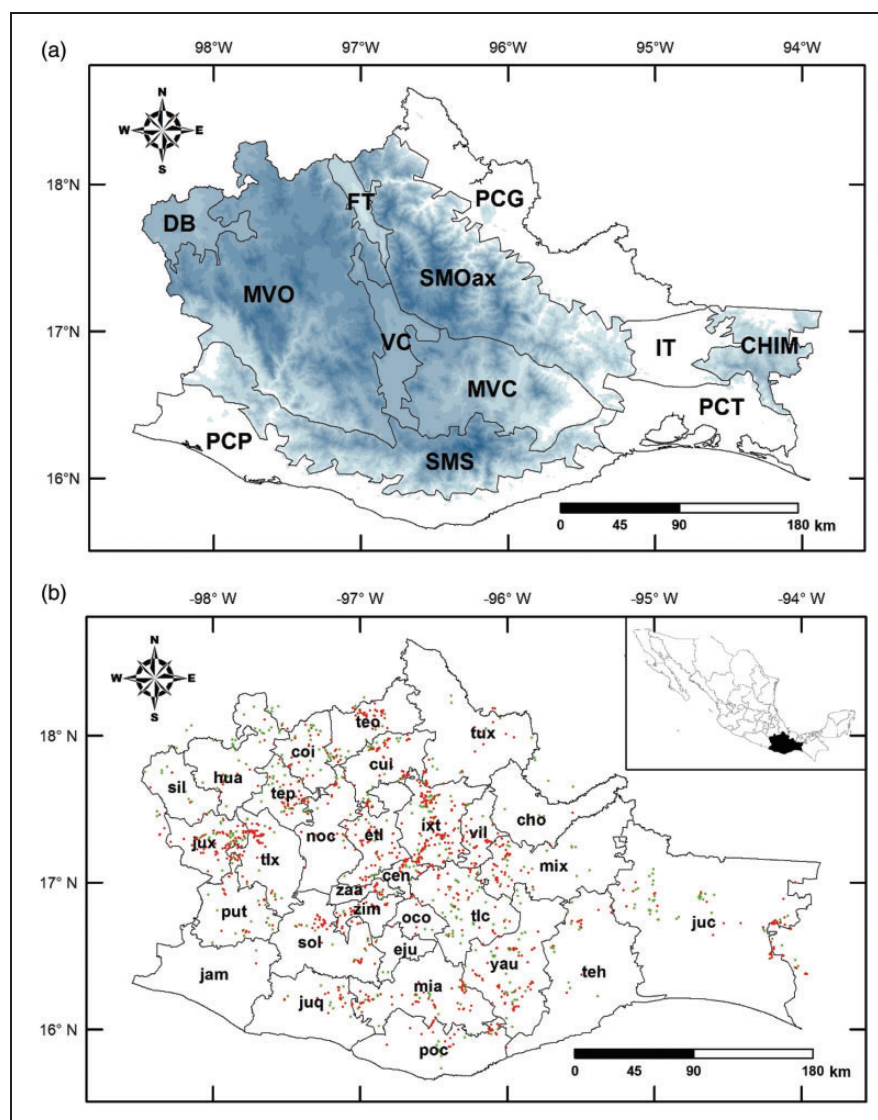 (a)
98° W 97° W 96° W 95° W 94° W
N
W E
S
18° N
17° N
16° N
PCG
FT
DB
SMOax
MVO
VC
IT
CHIM
MVC
PCT
PCP
SMS
0 45 90 180 km
(b)
-98° W -97° W -96° W -95° W -94° W
N
W E
S
18° N
17° N
16° N
teo
tux
coi
cui
hua
sil
tep
cho
ixt
jux
noc
etl
vil
tlx
mix
cen
zaa
put
zim
oco
tlc
juc
sol
eju
yau
jam
teh
mia
juq
poc
0 45 90 180 km